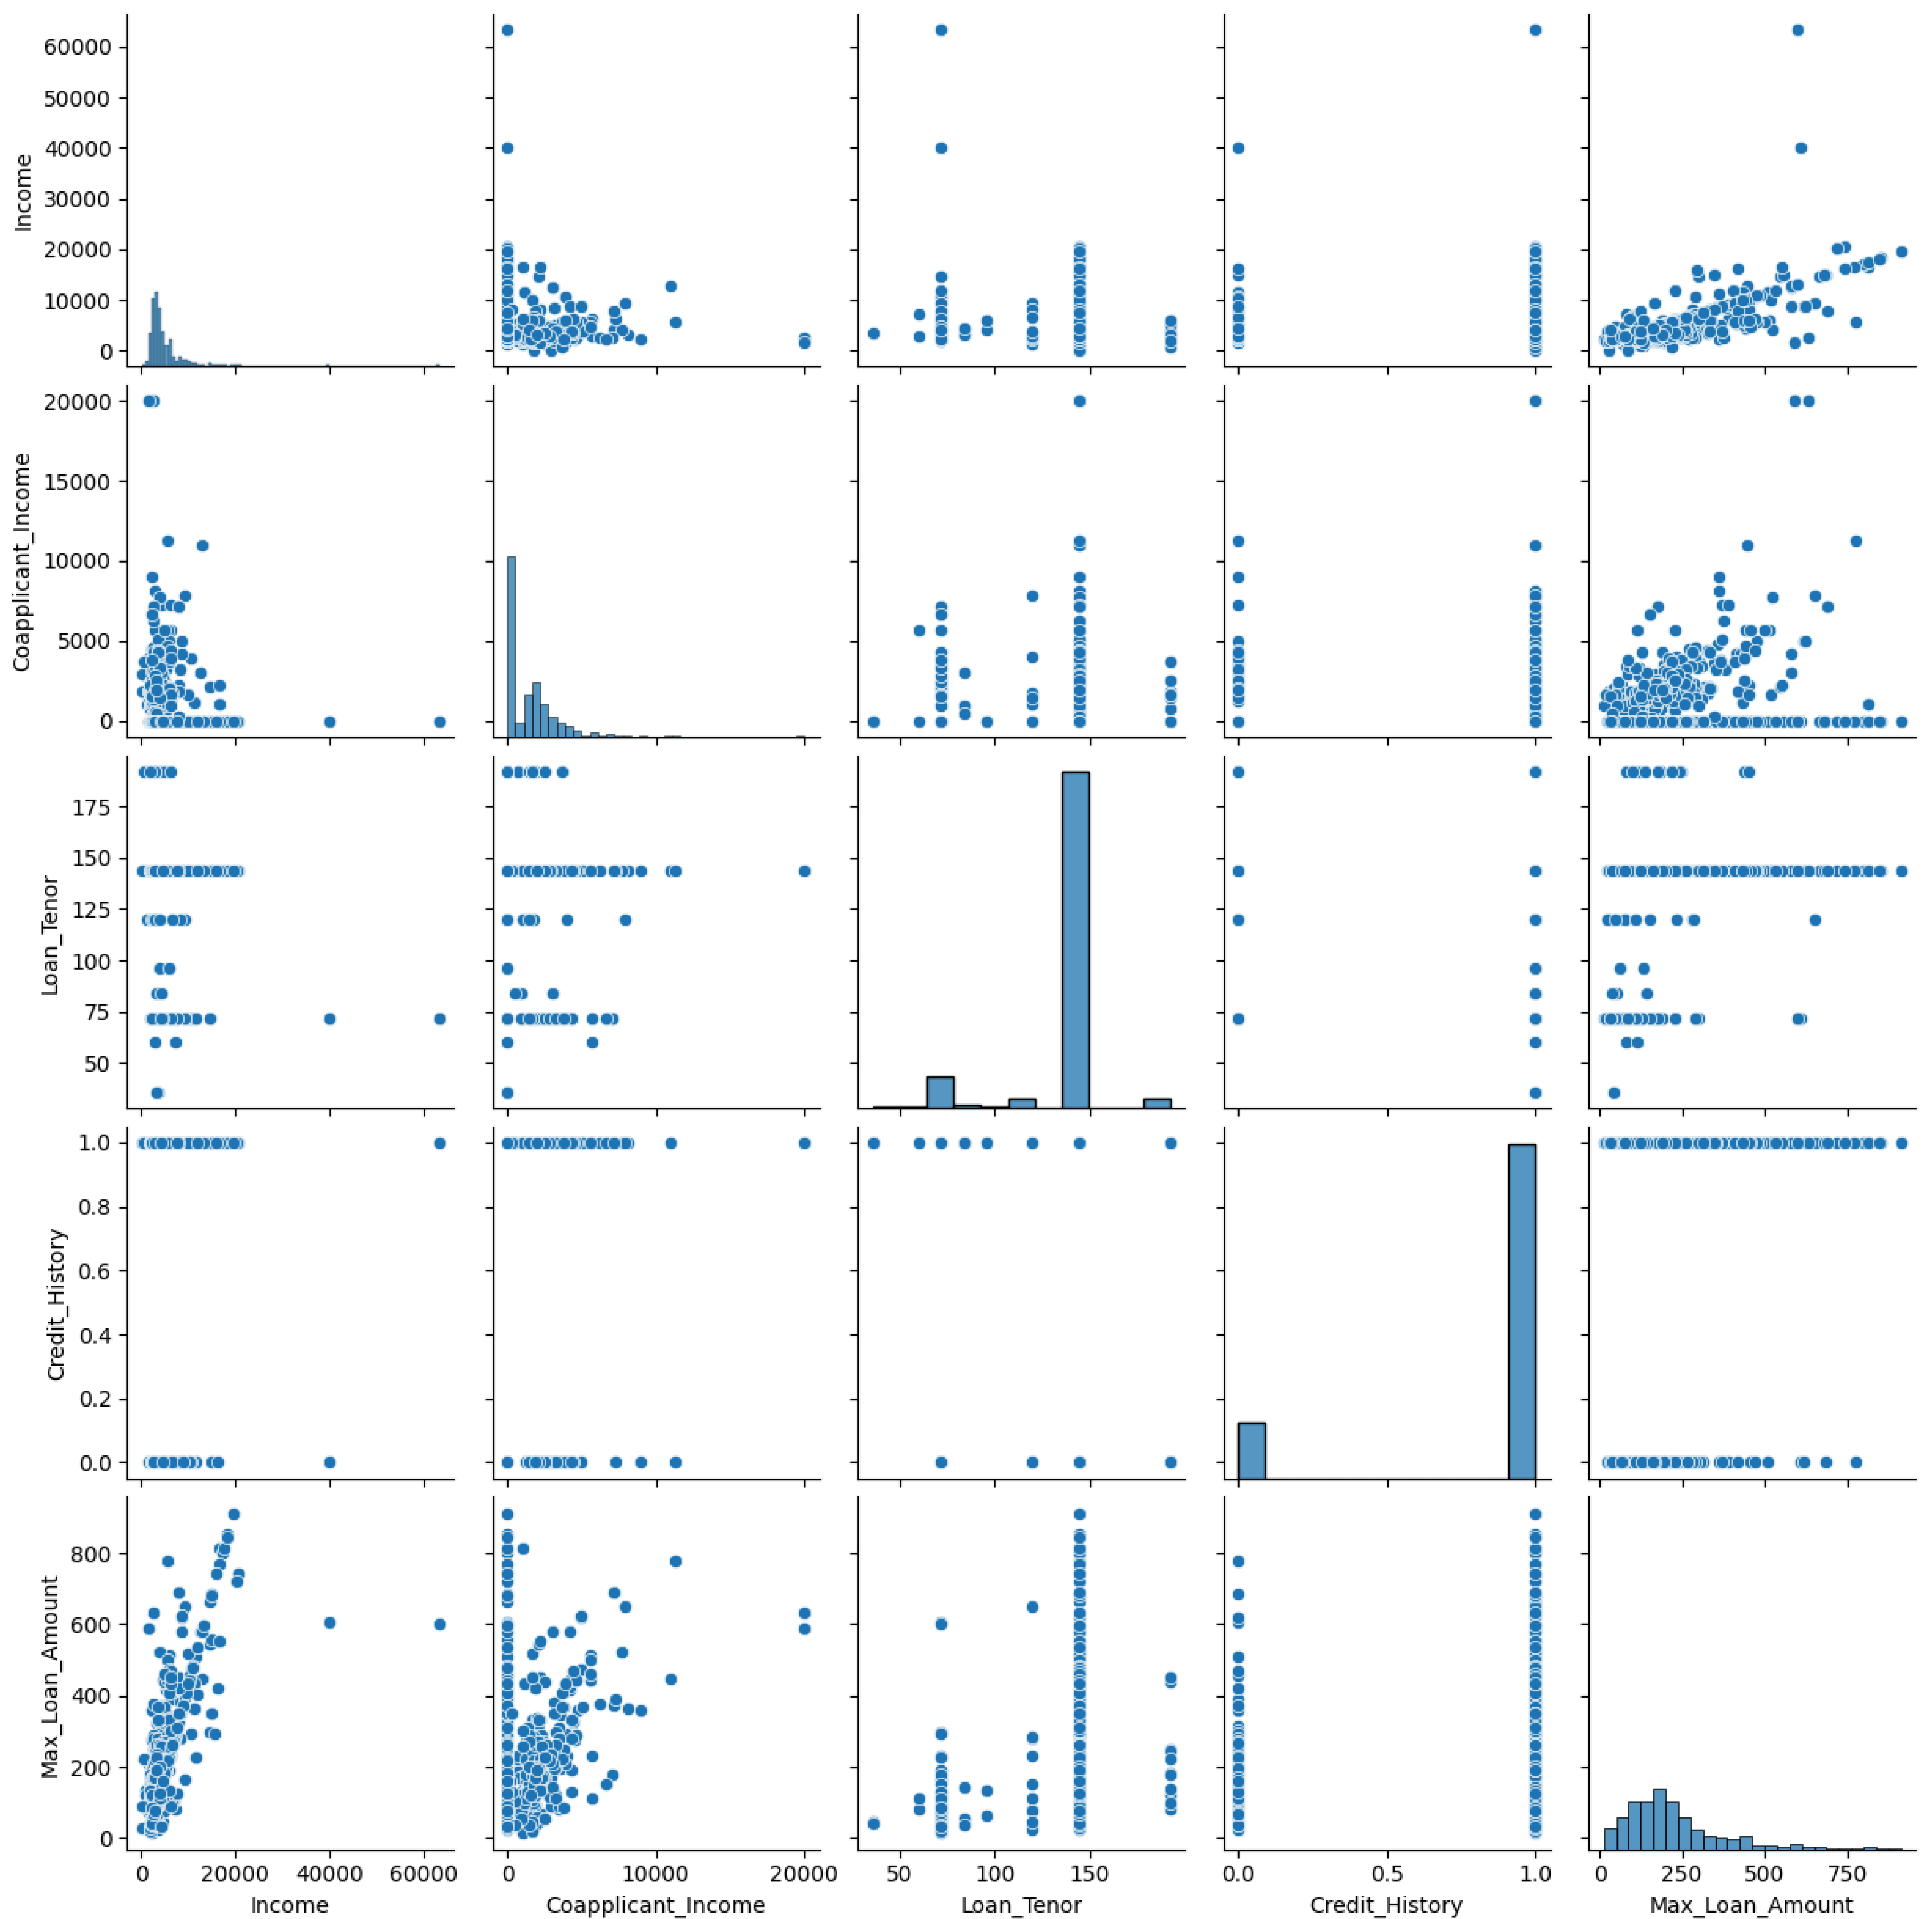 60000
50000
40000
30000
20000
10000
0
Income
20000
15000
10000
5000
0
Coapplicant_Income
175
150
125
100
75
50
Loan_Tenor
1.0
0.8
0.6
0.4
0.2
0.0
Credit_History
800
600
400
200
0
Max_Loan_Amount
0 20000 40000 60000
Income
0 10000 20000
Coapplicant_Income
50 100 150
Loan_Tenor
0.0 0.5 1.0
Credit_History
0 250 500 750
Max_Loan_Amount